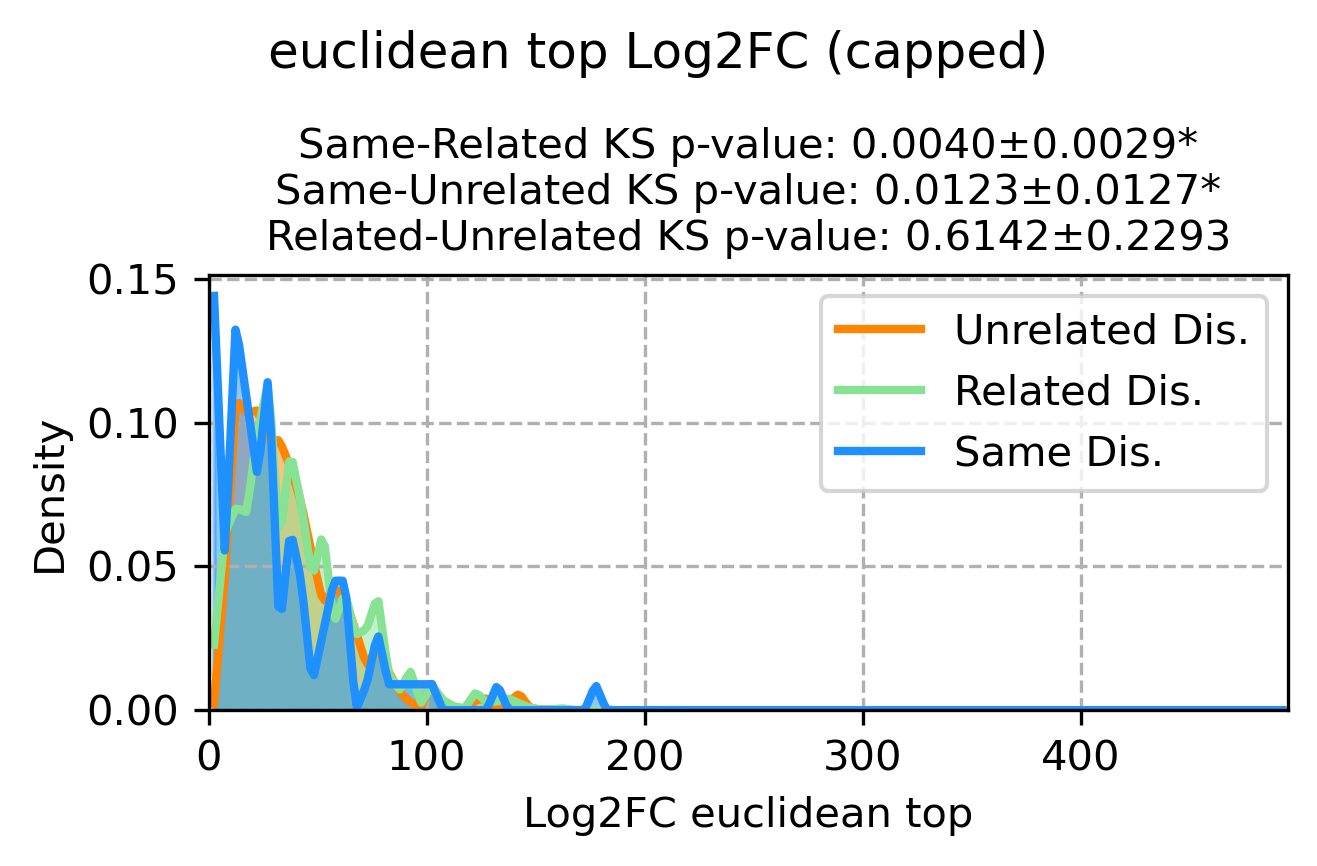 euclidean top Log2FC (capped)
Same-Related KS p-value: 0.0040±0.0029*
Same-Unrelated KS p-value: 0.0123±0.0127*
Related-Unrelated KS p-value: 0.6142±0.2293
0.15
0.10
0.05
0.00
Density
Unrelated Dis.
Related Dis.
Same Dis.
0 100 200 300 400
Log2FC euclidean top